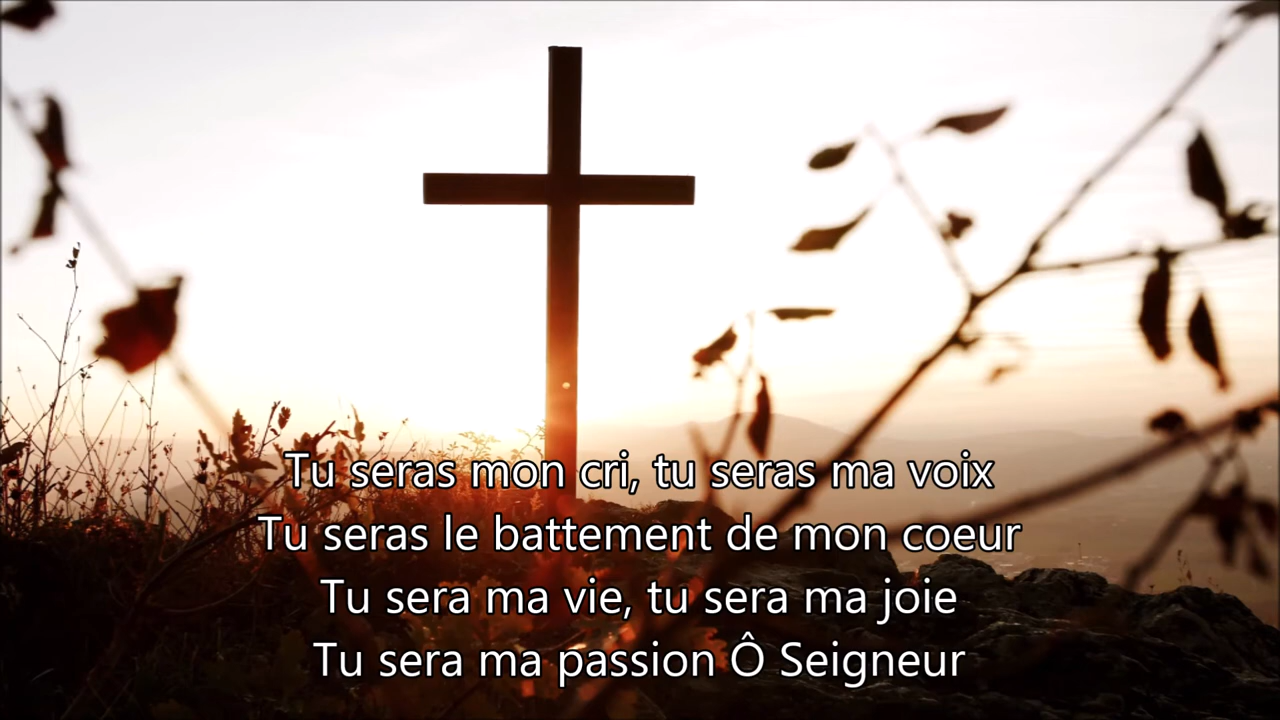 Tu seras mon cri, tu seras ma voix
Tu seras le battement de mon coeur
Tu sera ma vie, tu sera ma joie
Tu sera ma passion Ô Seigneur